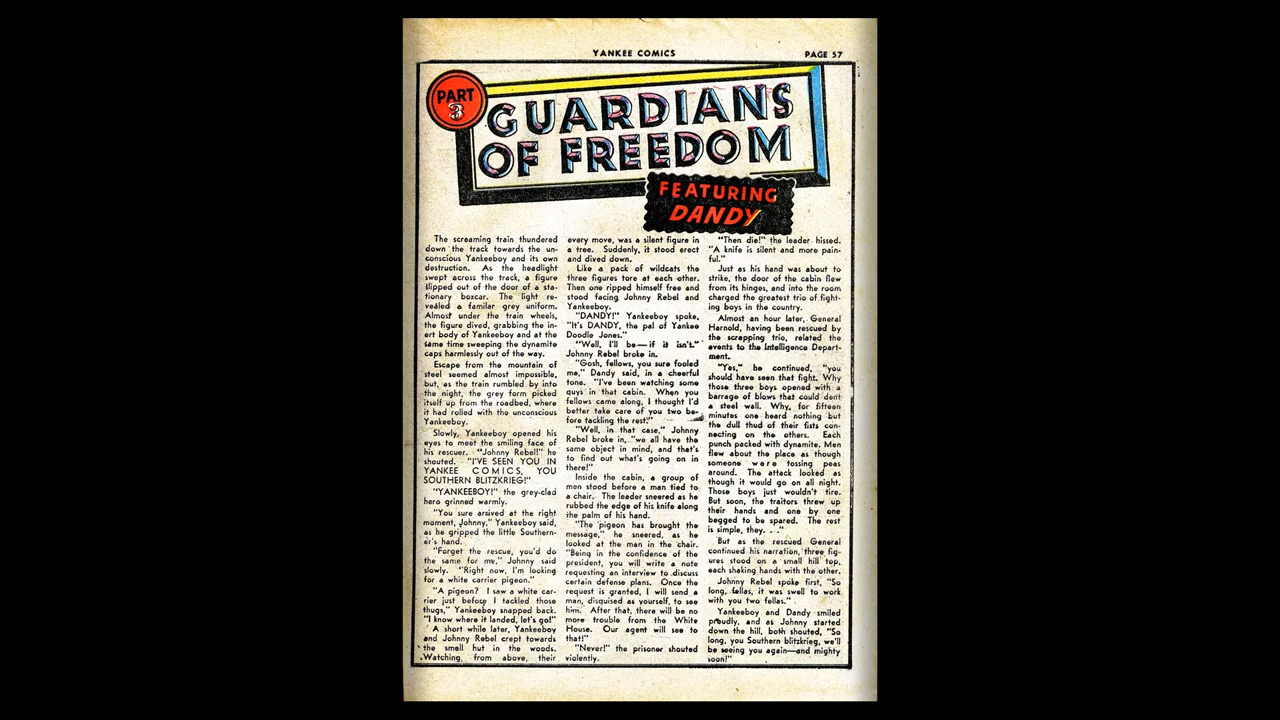 YANKEE COMICS
PAGE 57
PART
3
GUARDIANS
OF FREEDOM
FEATURING
DANDY
The screaming train thundered
down the track towards the un-
conscious Yankeeboy and its own
destruction. As the headlight
swept across the track, a figure
slipped out of the door of a sta-
tionary boxcar. The light re-
vealed a familar grey uniform.
Almost under the train wheels,
the figure dived, grabbing the in-
ert body of Yankeeboy and at the
same time sweeping the dynamite
caps harmlessly out of the way.
Escape from the mountain of
steel seemed almost impossible,
but, as the train rumbled by into
the night, the grey form picked
itself up from the roadbed, where
it had rolled with the unconscious
Yankeeboy.
Slowly, Yankeeboy opened his
eyes to meet the smiling face of
his rescuer. "Johnny Rebel!" he
shouted. "I'VE SEEN YOU IN
YANKEE COMICS, YOU
SOUTHERN BLITZKRIEG!"
"YANKEEBOY!" the grey-clad
hero grinned warmly.
"You sure arrived at the right
moment, Johnny," Yankeeboy said,
as he gripped the little Southern-
er's hand.
"Forget the rescue, you'd do
the same for me," Johnny said
slowly. "Right now, I'm looking
for a white carrier pigeon."
"A pigeon? I saw a white car-
rier just before I tackled those
thugs," Yankeeboy snapped back.
"I know where it landed, let's go!"
A short while later, Yankeeboy
and Johnny Rebel crept towards
the small hut in the woods.
Watching, from above, their
every move, was a silent figure in
a tree. Suddenly, it stood erect
and dived down.
Like a pack of wildcats the
three figures tore at each other.
Then one ripped himself free and
stood facing Johnny Rebel and
Yankeeboy.
"DANDY!" Yankeeboy spoke,
"It's DANDY, the pal of Yankee
Doodle Jones."
"Well, I'll be—if it isn't."
Johnny Rebel broke in.
"Gosh, fellows, you sure fooled
me," Dandy said, in a cheerful
tone. "I've been watching some
guys in that cabin. When you
fellows came along, I thought I'd
better take care of you two be-
fore tackling the rest!"
"Well, in that case," Johnny
Rebel broke in, "we all have the
same object in mind, and that's
to find out what's going on in
there!"
Inside the cabin, a group of
men stood before a man tied to
a chair. The leader sneered as he
rubbed the edge of his knife along
the palm of his hand.
"The pigeon has brought the
message," he sneered, as he
looked at the man in the chair.
"Being in the confidence of the
president, you will write a note
requesting an interview to discuss
certain defense plans. Once the
request is granted, I will send a
man, disguised as yourself, to see
him. After that, there will be no
more trouble from the White
House. Our agent will see to
that!"
"Never!" the prisoner shouted
violently.
"Then die!" the leader hissed.
"A knife is silent and more pain-
ful."
Just as his hand was about to
strike, the door of the cabin flew
from its hinges, and into the room
charged the greatest trio of fight-
ing boys in the country.
Almost an hour later, General
Harnold, having been rescued by
the scrapping trio, related the
events to the Intelligence Depart-
ment.
"Yes," he continued, "you
should have seen that fight. Why
those three boys opened with a
barrage of blows that could dent
a steel wall. Why, for fifteen
minutes one heard nothing but
the dull thud of their fists con-
necting on the others. Each
punch packed with dynamite. Men
flew about the place as though
someone were tossing peas
around. The attack looked as
though it would go on all night.
Those boys just wouldn't tire.
But soon, the traitors threw up
their hands and one by one
begged to be spared. The rest
is simple, they. . ."
But as the rescued General
continued his narration, three fig-
ures stood on a small hill top,
each shaking hands with the other.
Johnny Rebel spoke first, "So
long, fellas, it was swell to work
with you two fellas."
Yankeeboy and Dandy smiled
proudly, and as Johnny started
down the hill, both shouted, "So
long, you Southern blitzkrieg, we'll
be seeing you again—and mighty
soon!"